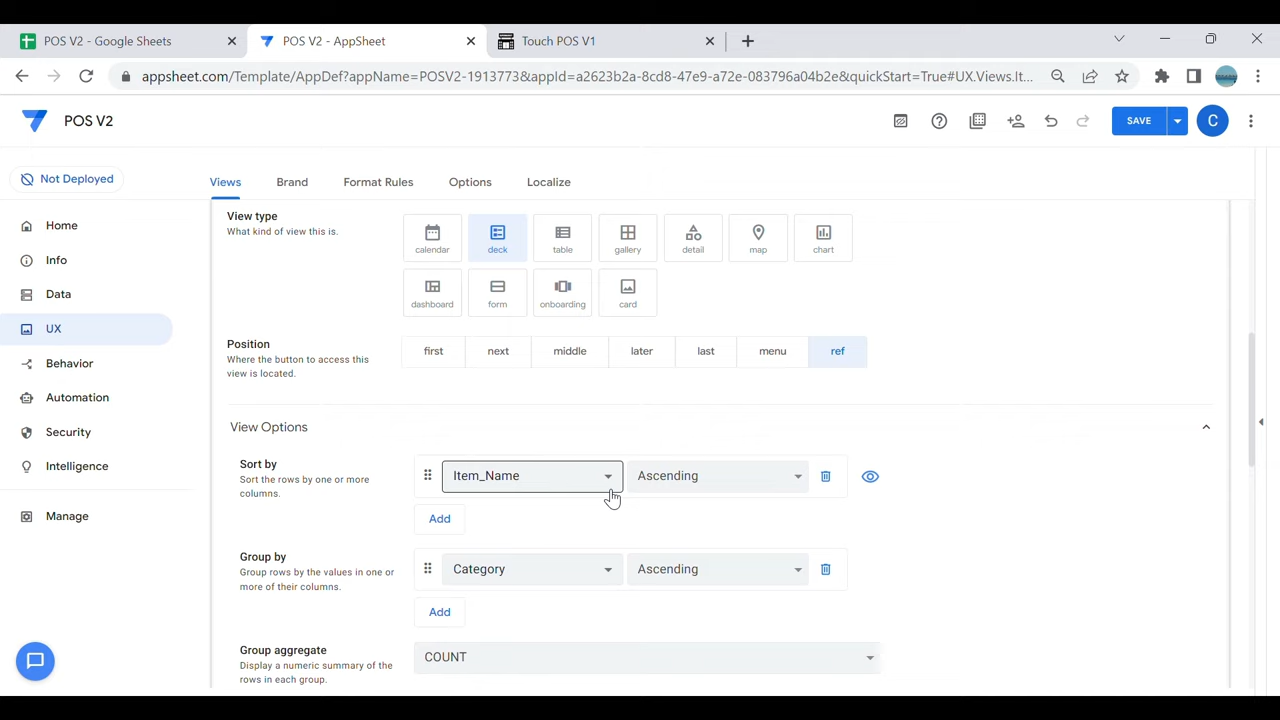 POS V2 - Google Sheets
POS V2 - AppSheet
Touch POS V1
appsheet.com/Template/AppDef?appName=POSV2-1913773&appId=a2623b2a-8cd8-47e9-a72e-083796a04b2e&quickStart=True#UX.Views.It...
POS V2
SAVE
C
Not Deployed
Views
Brand
Format Rules
Options
Localize
Home
Info
Data
UX
Behavior
Automation
Security
Intelligence
Manage
View type
What kind of view this is.
calendar
deck
table
gallery
detail
map
chart
dashboard
form
onboarding
card
Position
Where the button to access this
view is located.
first
next
middle
later
last
menu
ref
View Options
Sort by
Sort the rows by one or more
columns.
Item_Name
Ascending
Add
Group by
Group rows by the values in one or
more of their columns.
Category
Ascending
Add
Group aggregate
Display a numeric summary of the
rows in each group.
COUNT